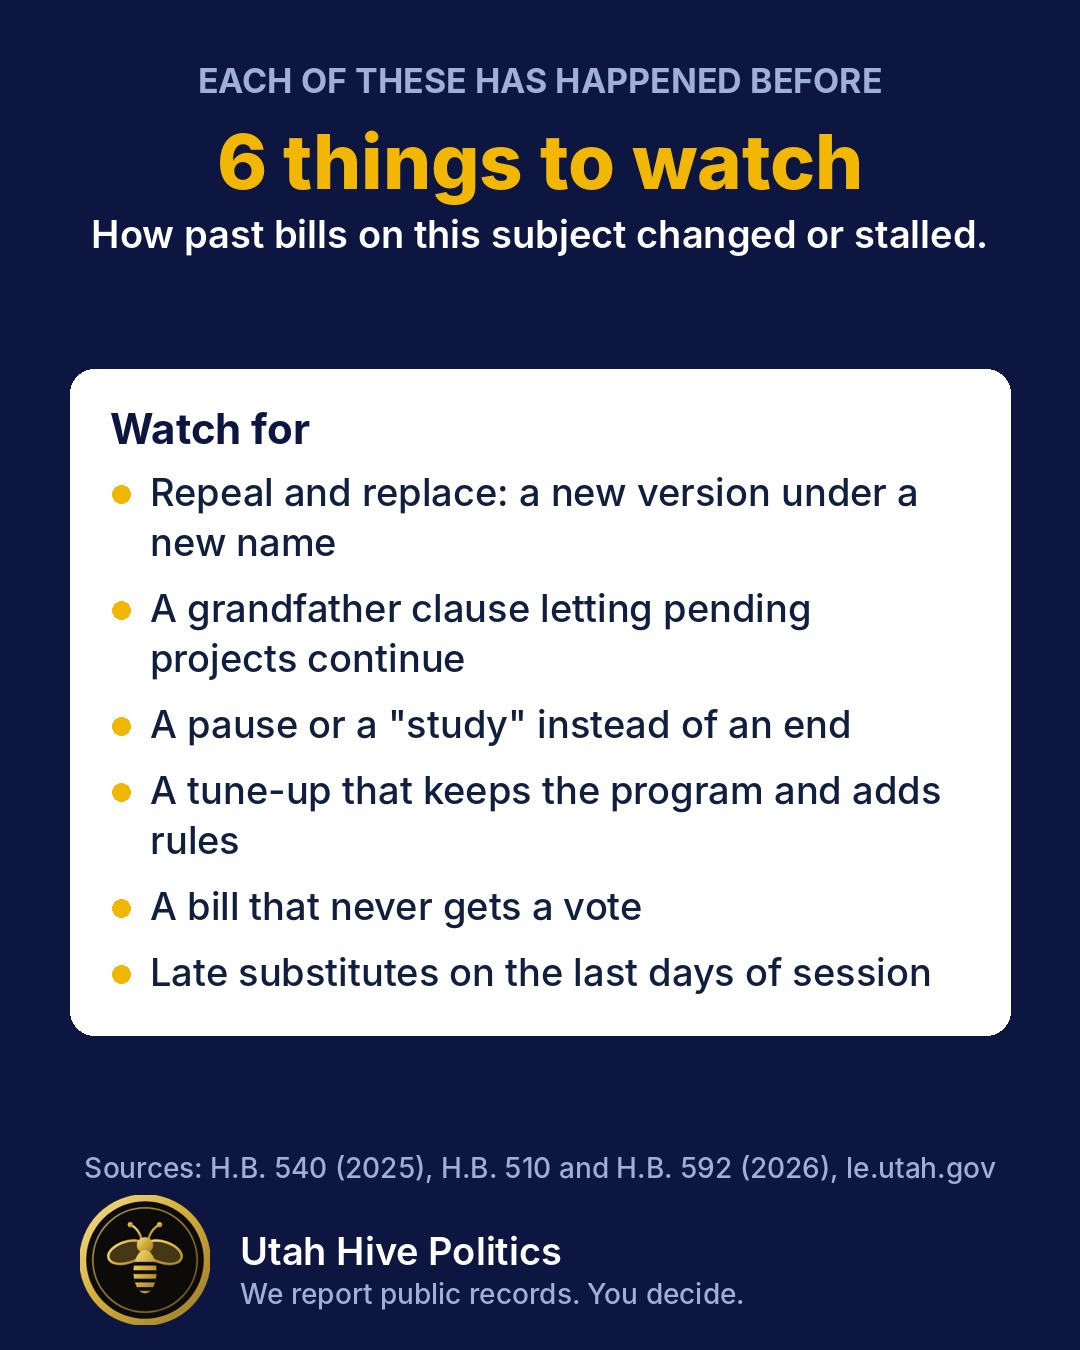 EACH OF THESE HAS HAPPENED BEFORE
6 things to watch
How past bills on this subject changed or stalled.
Watch for
Repeal and replace: a new version under a
new name
A grandfather clause letting pending
projects continue
A pause or a "study" instead of an end
A tune-up that keeps the program and adds
rules
A bill that never gets a vote
Late substitutes on the last days of session
Sources: H.B. 540 (2025), H.B. 510 and H.B. 592 (2026), le.utah.gov
Utah Hive Politics
We report public records. You decide.